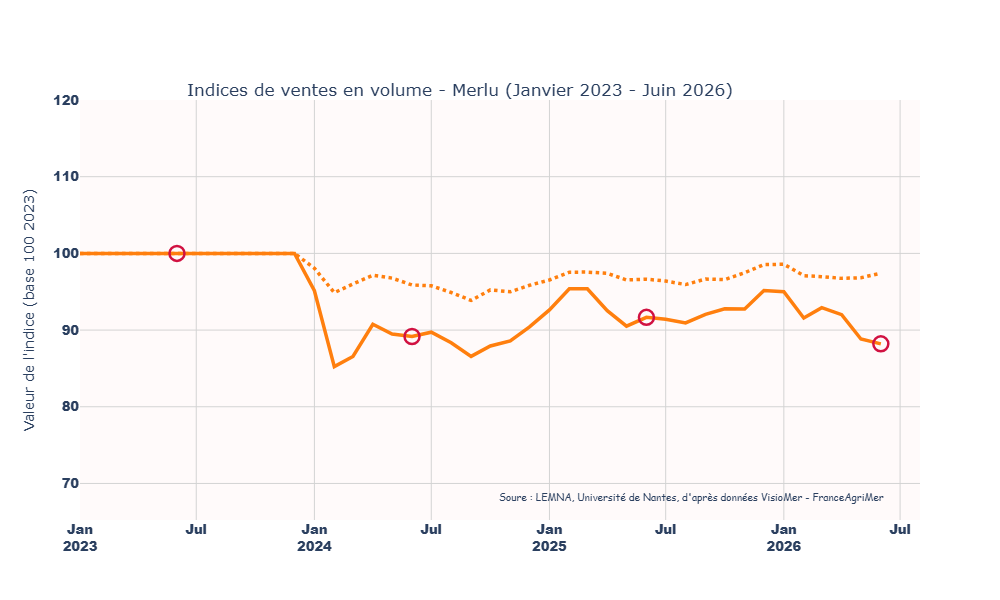 Indices de ventes en volume - Merlu (Janvier 2023 - Juin 2026)
Valeur de l'indice (base 100 2023)
120
110
100
90
80
70
Soure : LEMNA, Université de Nantes, d'après données VisioMer - FranceAgriMer
Jan Jul Jan Jul Jan Jul Jan Jul
2023 2024 2025 2026